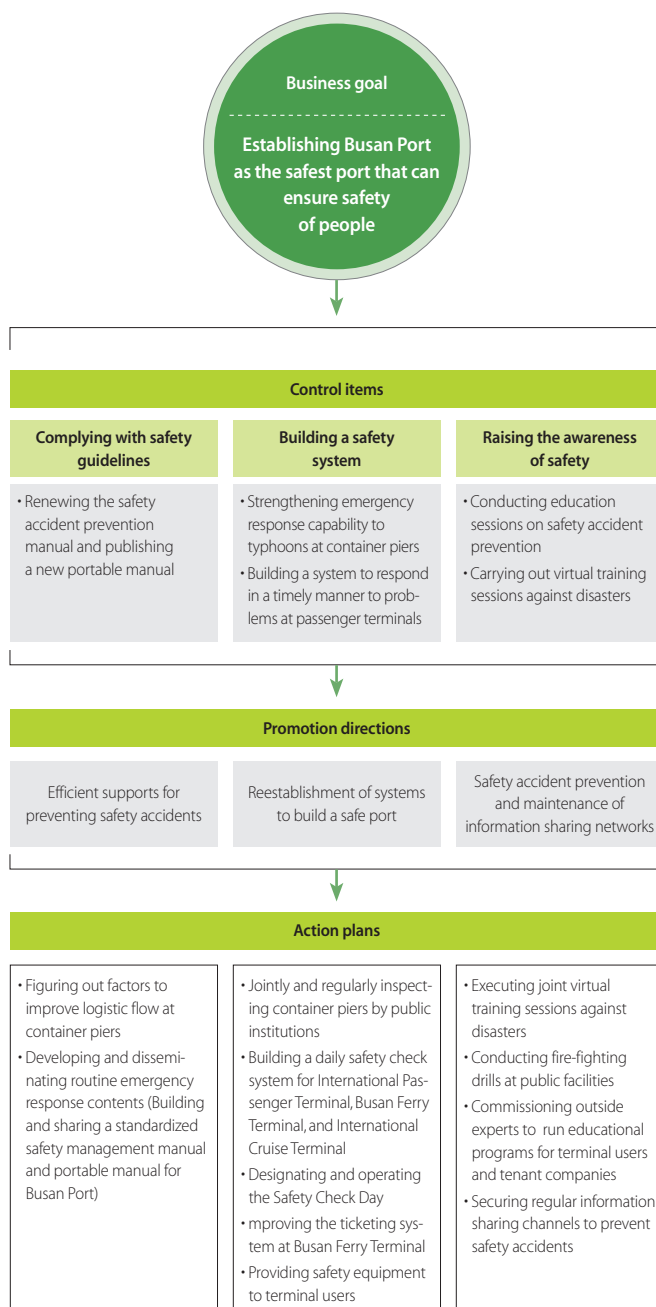 Business goal
Establishing Busan Port
as the safest port that can
ensure safety
of people
Control items
Complying with safety
guidelines
• Renewing the safety
accident prevention
manual and publishing
a new portable manual
Building a safety
system
• Strengthening emergency
response capability to
typhoons at container piers
• Building a system to respond
in a timely manner to prob-
lems at passenger terminals
Raising the awareness
of safety
• Conducting education
sessions on safety accident
prevention
• Carrying out virtual training
sessions against disasters
Promotion directions
Efficient supports for
preventing safety accidents
Reestablishment of systems
to build a safe port
Safety accident prevention
and maintenance of
information sharing networks
Action plans
• Figuring out factors to
improve logistic flow at
container piers
• Developing and dissemi-
nating routine emergency
response contents (Building
and sharing a standardized
safety management manual
and portable manual for
Busan Port)
• Jointly and regularly inspect-
ing container piers by public
institutions
• Building a daily safety check
system for International Pas-
senger Terminal, Busan Ferry
Terminal, and International
Cruise Terminal
• Designating and operating
the Safety Check Day
• mproving the ticketing sys-
tem at Busan Ferry Terminal
• Providing safety equipment
to terminal users
• Executing joint virtual
training sessions against
disasters
• Conducting fire-fighting
drills at public facilities
• Commissioning outside
experts to run educational
programs for terminal users
and tenant companies
• Securing regular information
sharing channels to prevent
safety accidents